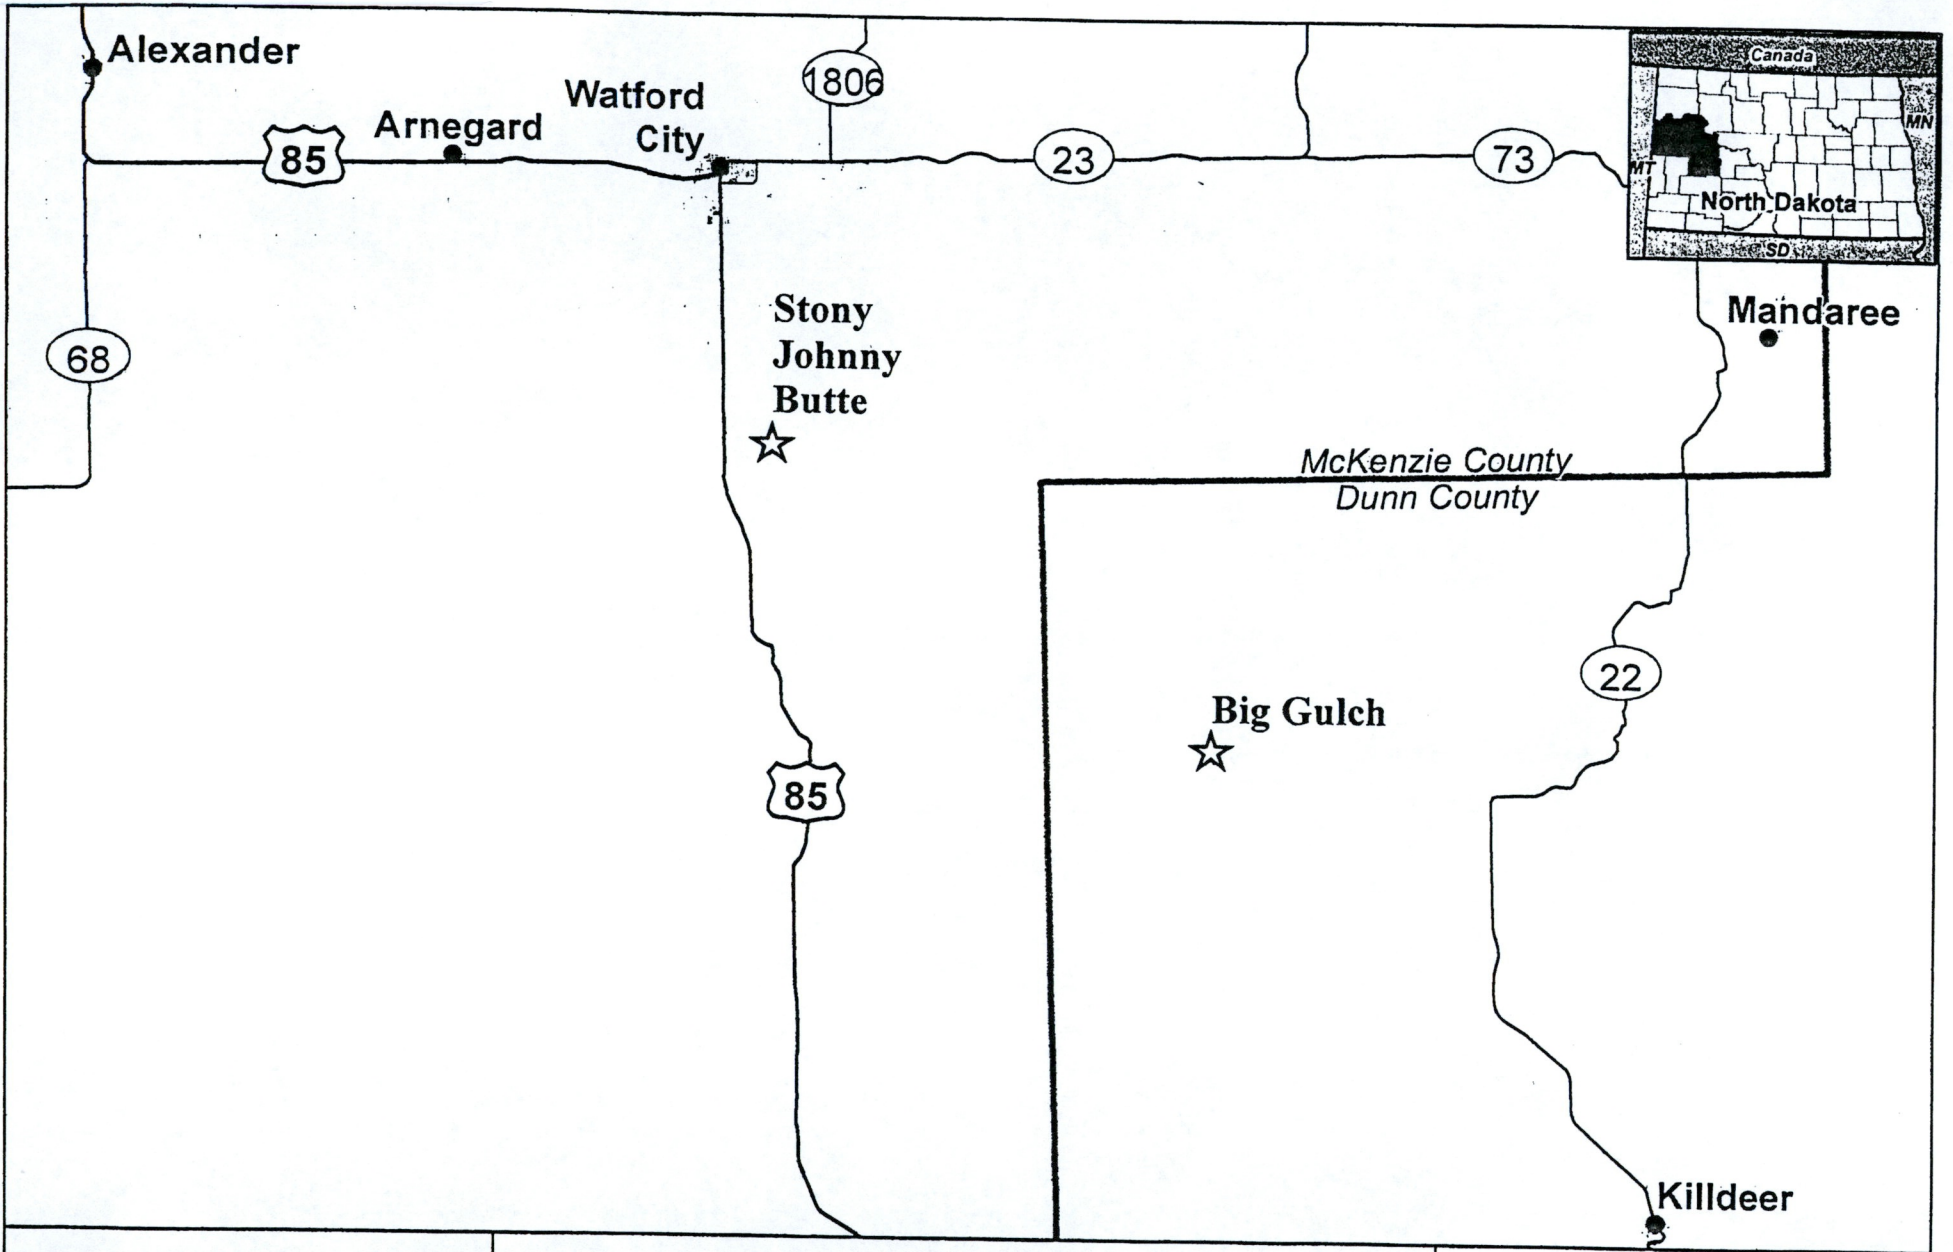 Alexander
1806
Canada
Watford
City
Arnegard
MN
85
23
73
MT
North Dakota
SD
Stony
Johnny
Butte
Mandaree
68
McKenzie County
Dunn County
22
Big Gulch
85
Killdeer